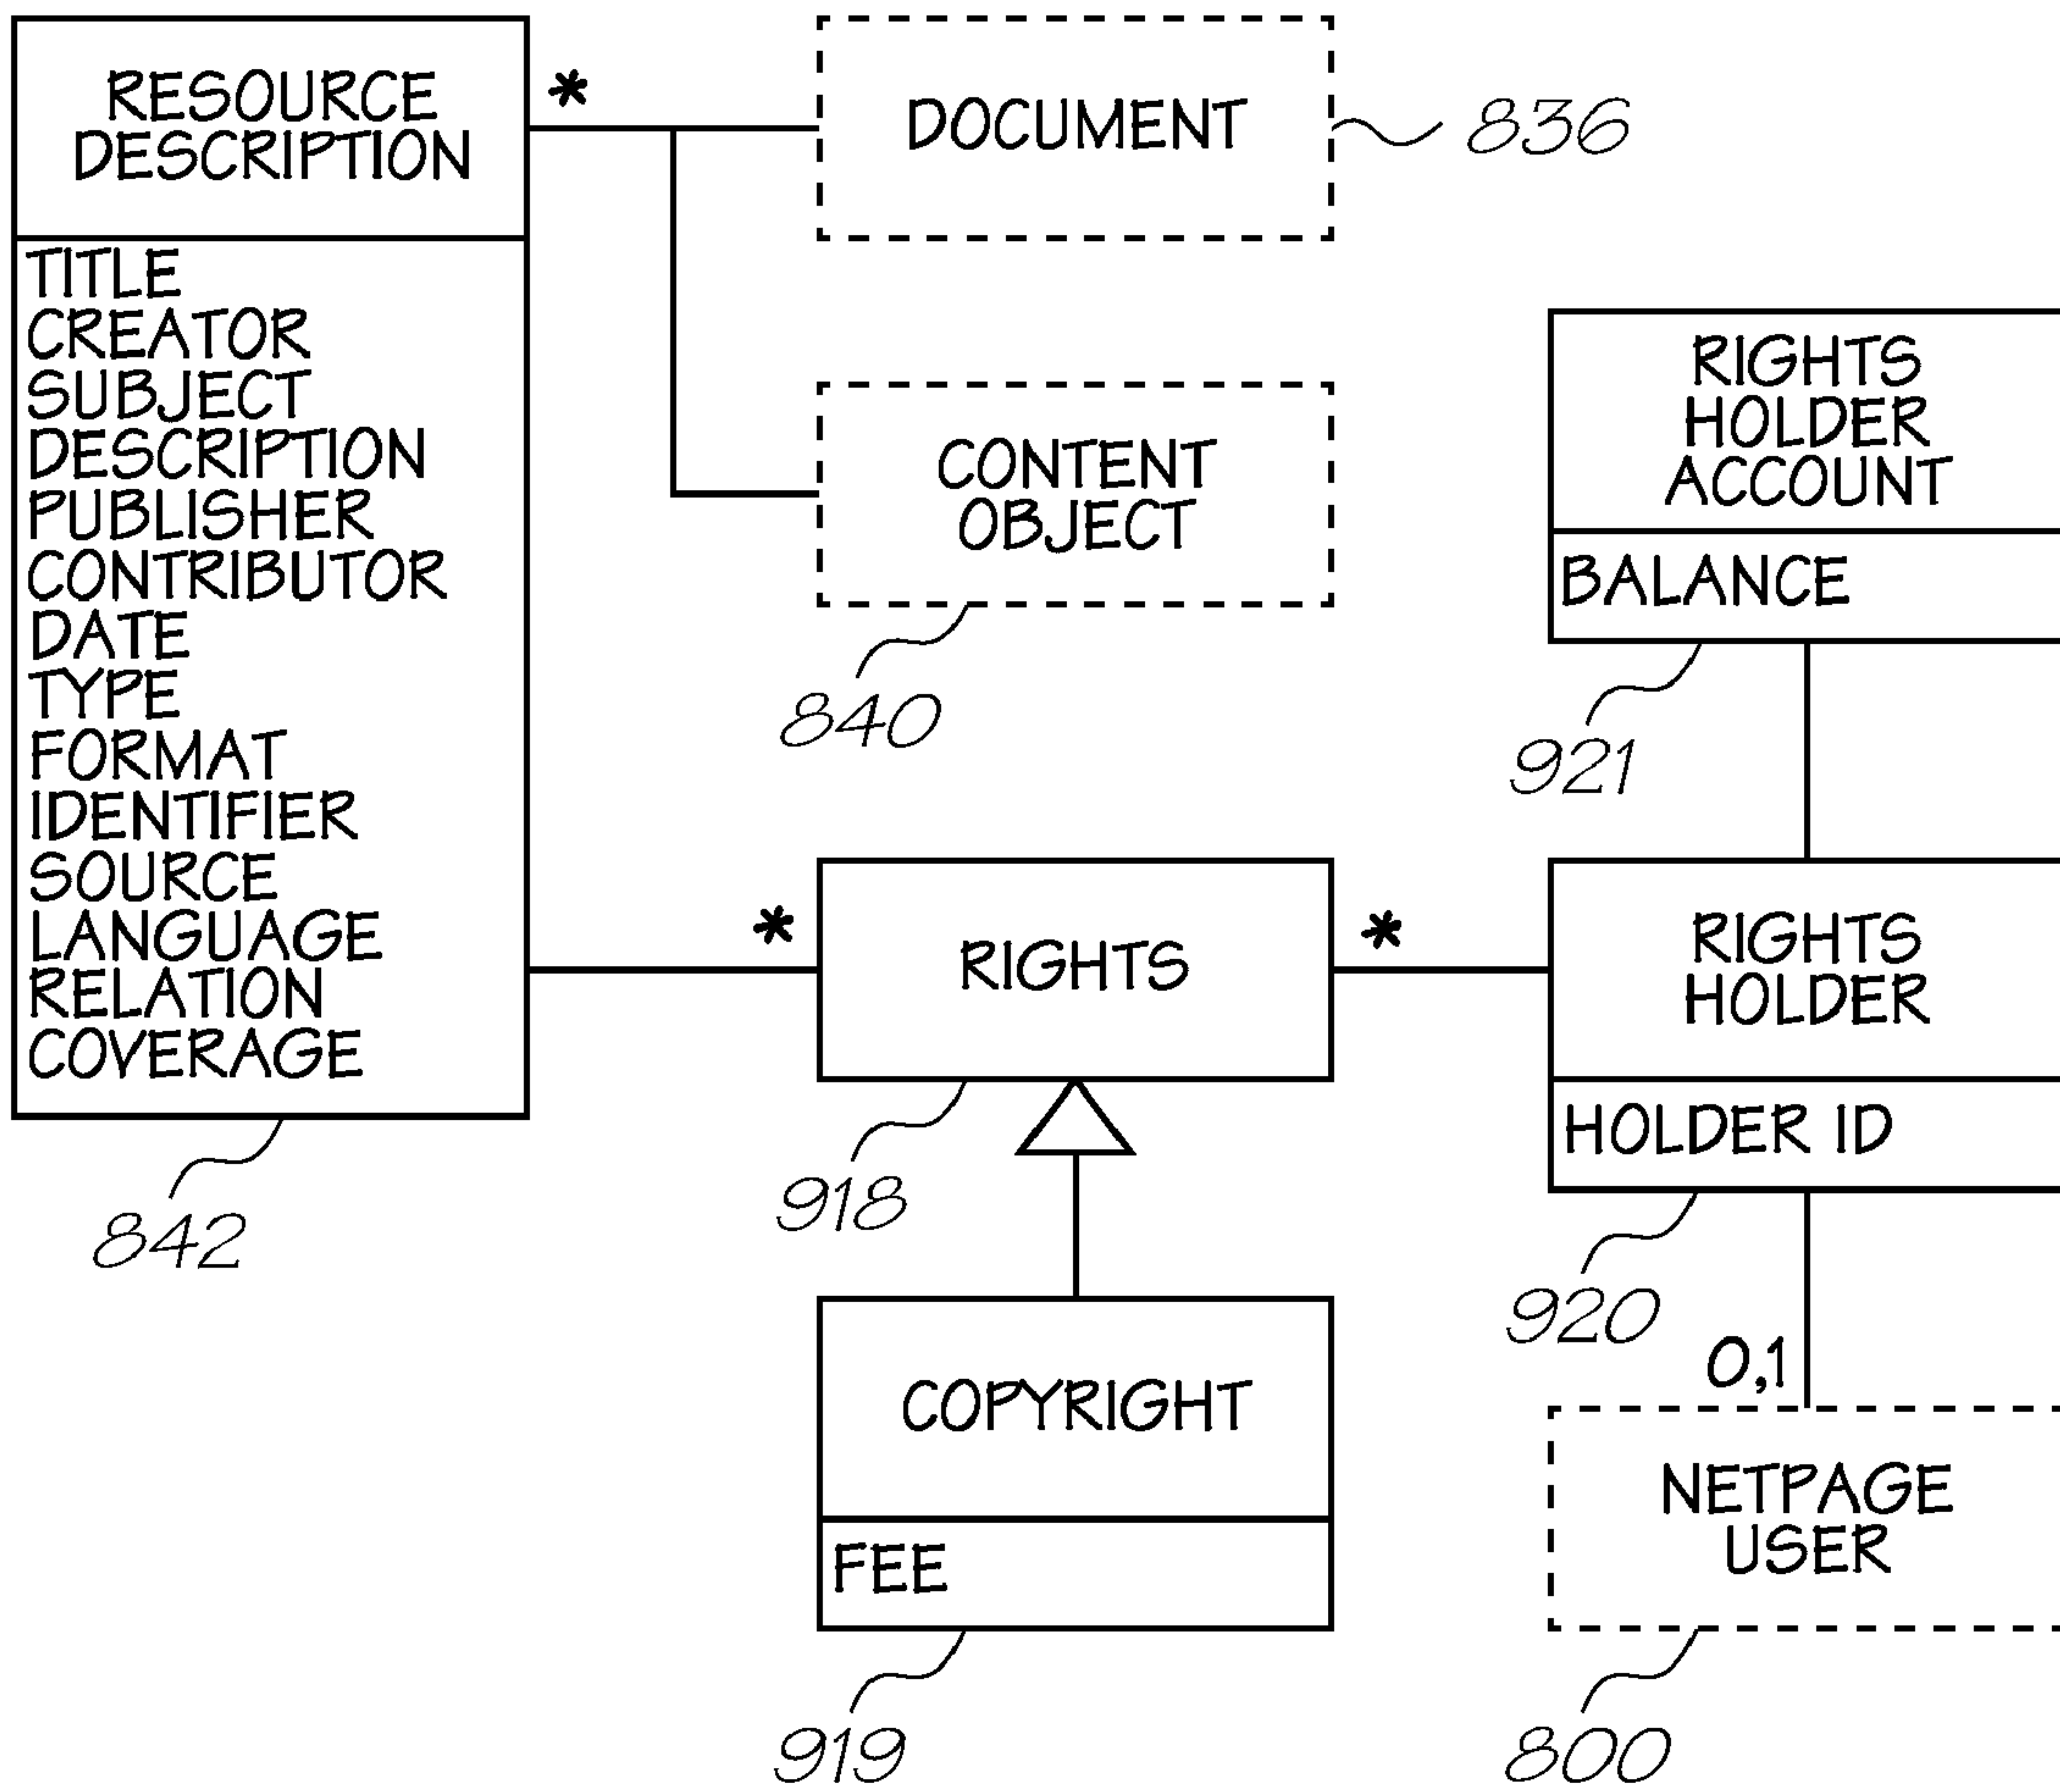 RESOURCE
DESCRIPTION
*
TITLE
CREATOR
SUBJECT
DESCRIPTION
PUBLISHER
CONTRIBUTOR
DATE
TYPE
FORMAT
IDENTIFIER
SOURCE
LANGUAGE
RELATION
COVERAGE
842
DOCUMENT
836
CONTENT
OBJECT
840
RIGHTS
HOLDER
ACCOUNT
BALANCE
921
*
RIGHTS
*
918
RIGHTS
HOLDER
HOLDER ID
920
COPYRIGHT
FEE
919
0,1
NETPAGE
USER
800